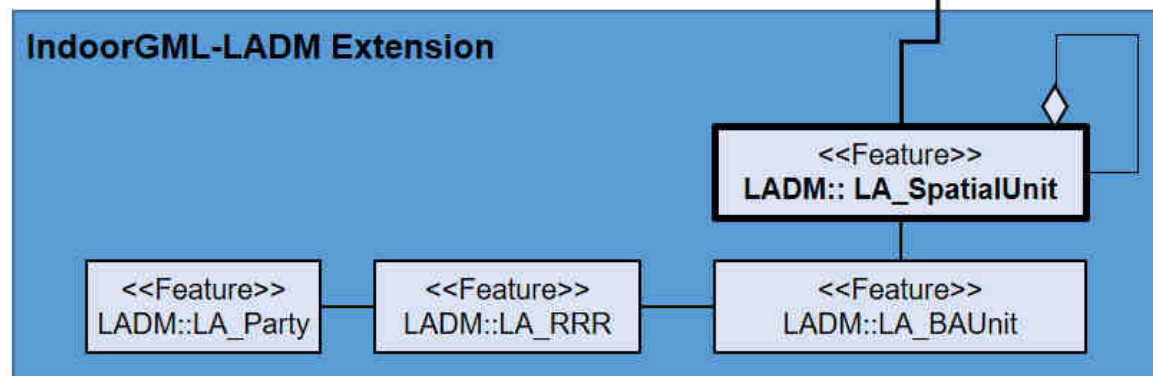 IndoorGML-LADM Extension
<<Feature>>
LADM:: LA_SpatialUnit
<<Feature>>
LADM::LA_Party
<<Feature>>
LADM::LA_RRR
<<Feature>>
LADM::LA_BAUnit